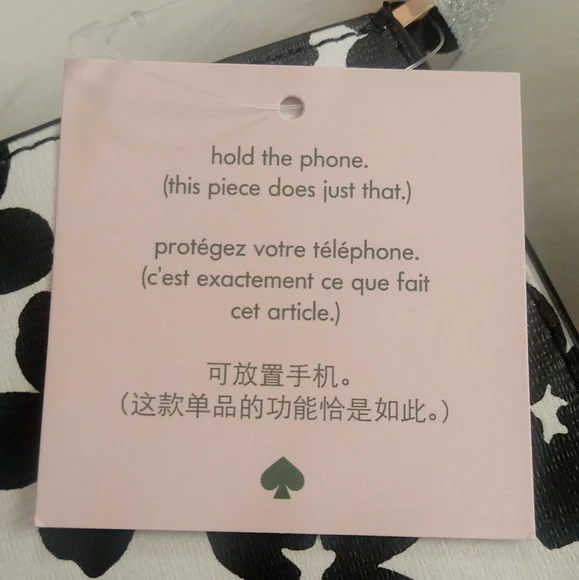 hold the phone.
(this piece does just that.)
protégez votre téléphone.
(c'est exactement ce que fait
cet article.)
可放置手机。
（这款单品的功能恰是如此。）